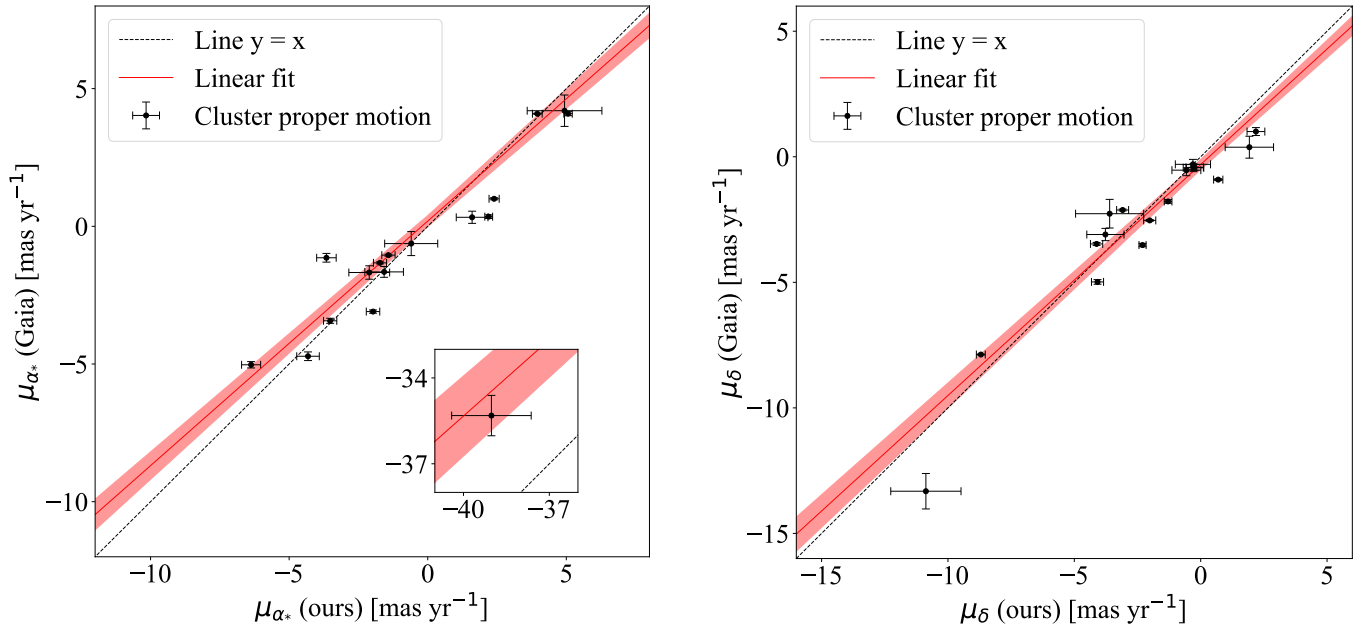 Line y = x
Linear fit
Cluster proper motion
5
0
−5
−10
μα* (Gaia) [mas yr⁻¹]
−34
−37
−40
−37
−10
−5
0
5
μα* (ours) [mas yr⁻¹]
Line y = x
Linear fit
Cluster proper motion
5
0
−5
−10
−15
μδ (Gaia) [mas yr⁻¹]
−15
−10
−5
0
5
μδ (ours) [mas yr⁻¹]